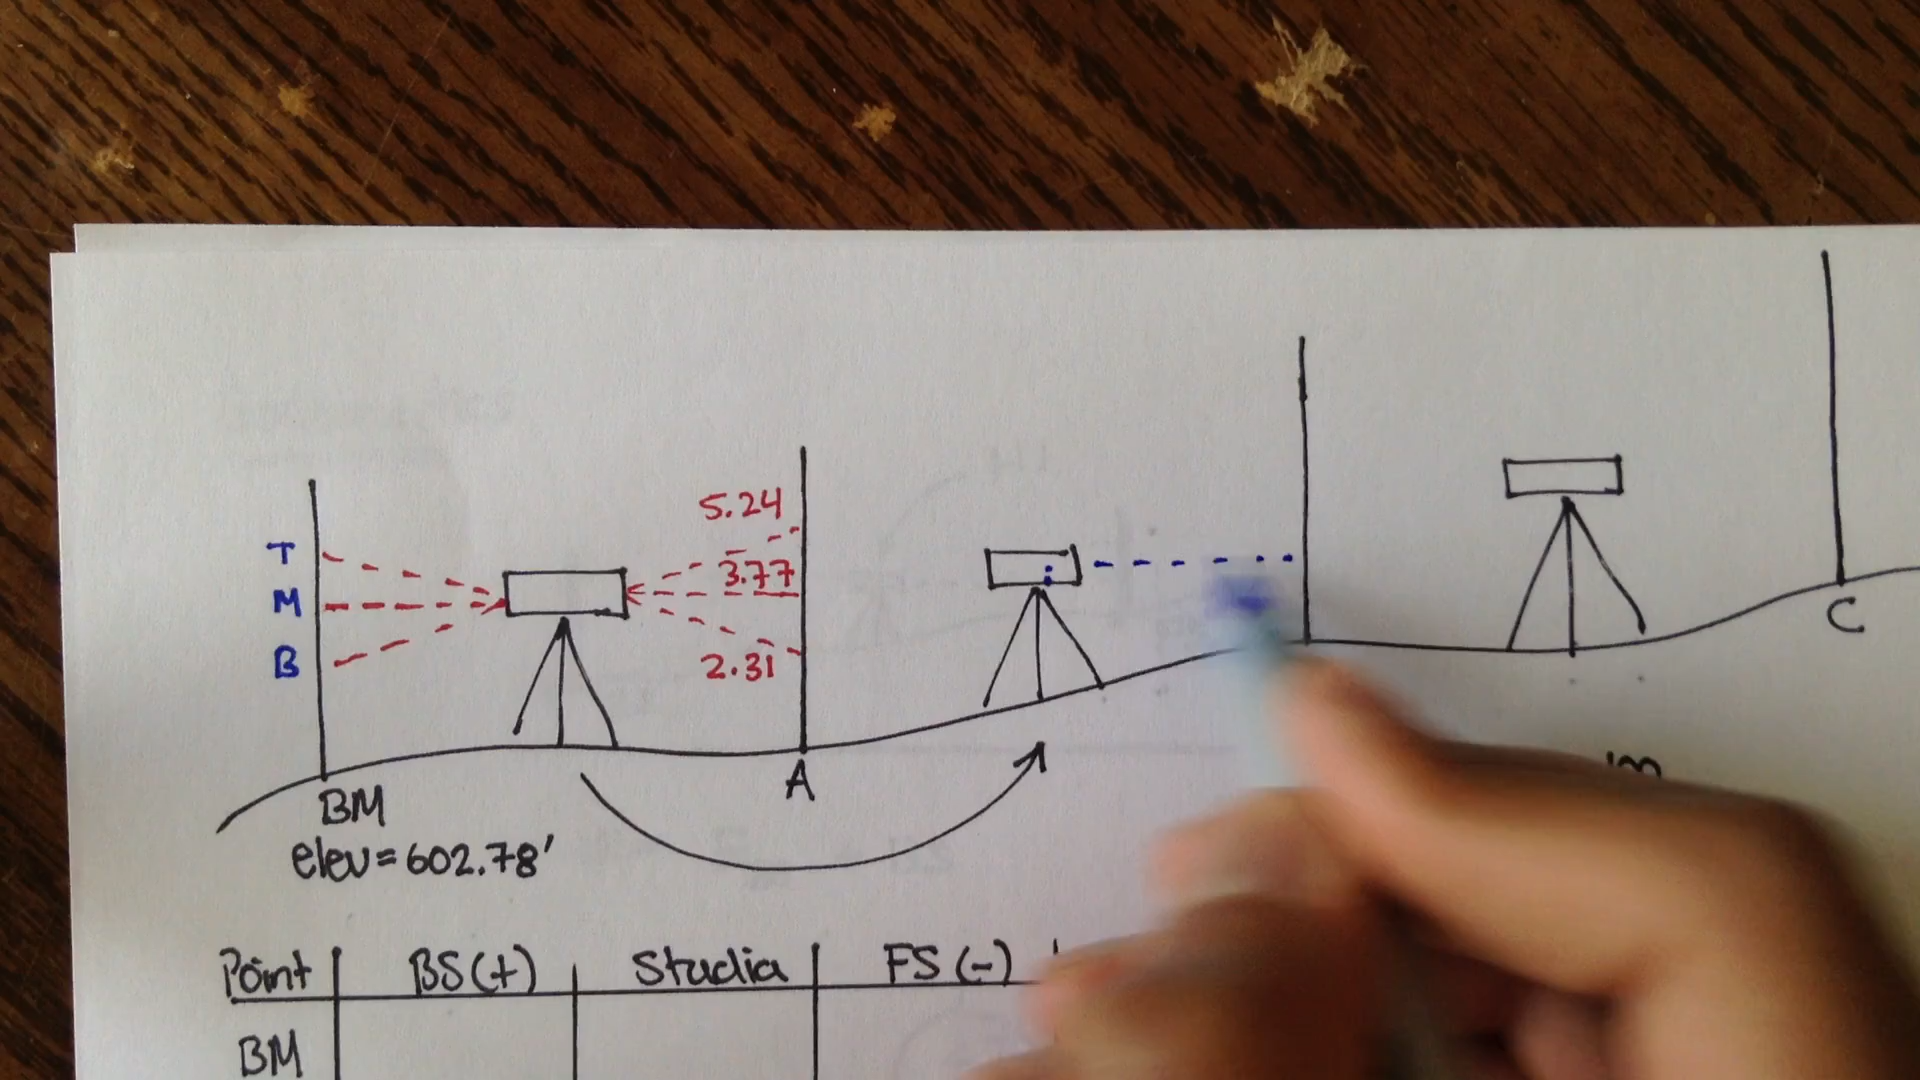 5.24
T
3.77
M
B
2.31
C
A
BM
elev=602.78'
Point BS(+) Stadia FS(-)
BM